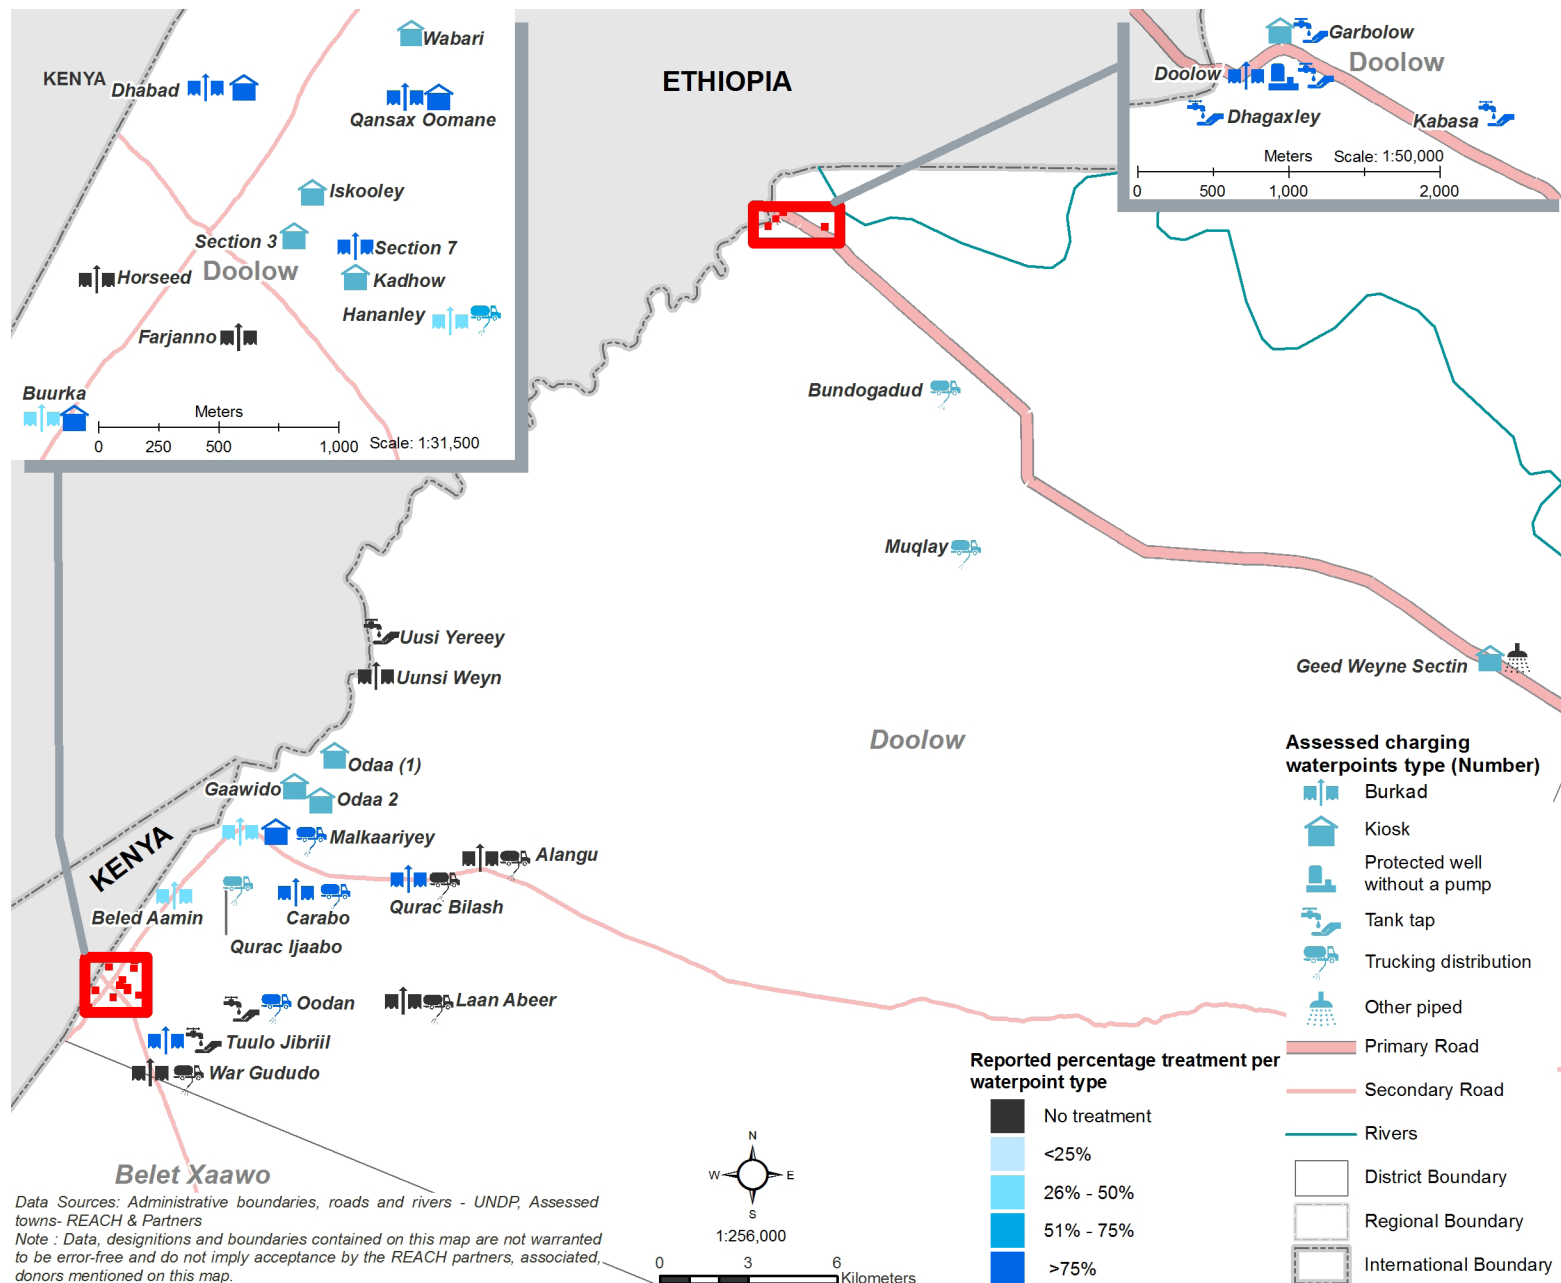 KENYA
Dhabad
Wabari
Qansax Oomane
Iskooley
Section 3
Section 7
Doolow
Horseed
Kadhow
Hananley
Farjanno
Buurka
Meters
0 250 500 1,000
Scale: 1:31,500
ETHIOPIA
Garbolow
Doolow
Doolow
Dhagaxley
Kabasa
Meters Scale: 1:50,000
0 500 1,000 2,000
Bundogadud
Muqlay
Uusi Yereey
Uunsi Weyn
Geed Weyne Sectin
Doolow
Odaa (1)
Gaawido
Odaa 2
Malkaariyey
KENYA
Alangu
Qurac Bilash
Carabo
Beled Aamin
Qurac Ijaabo
Oodan
Laan Abeer
Tuulo Jibriil
War Gududo
Belet Xaawo
Data Sources: Administrative boundaries, roads and rivers - UNDP, Assessed
towns- REACH & Partners
Note : Data, designitions and boundaries contained on this map are not warranted
to be error-free and do not imply acceptance by the REACH partners, associated,
donors mentioned on this map.
N
W E
S
1:256,000
0 3 6
Kilometers
Reported percentage treatment per
waterpoint type
No treatment
<25%
26% - 50%
51% - 75%
>75%
Assessed charging
waterpoints type (Number)
Burkad
Kiosk
Protected well
without a pump
Tank tap
Trucking distribution
Other piped
Primary Road
Secondary Road
Rivers
District Boundary
Regional Boundary
International Boundary